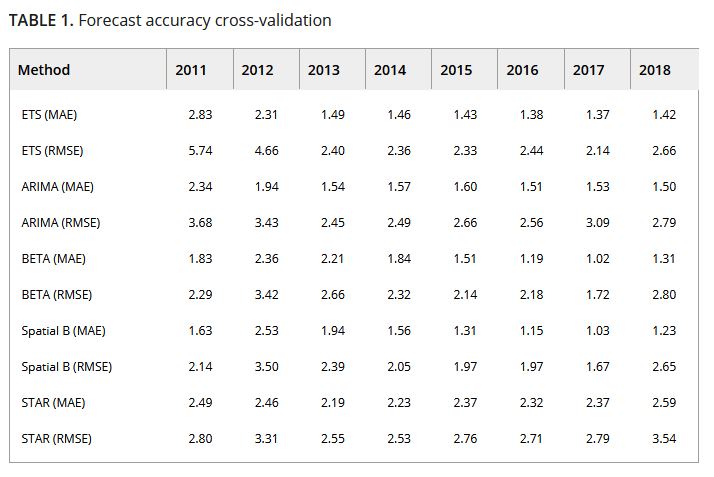 TABLE 1. Forecast accuracy cross-validation
Method 2011 2012 2013 2014 2015 2016 2017 2018
ETS (MAE) 2.83 2.31 1.49 1.46 1.43 1.38 1.37 1.42
ETS (RMSE) 5.74 4.66 2.40 2.36 2.33 2.44 2.14 2.66
ARIMA (MAE) 2.34 1.94 1.54 1.57 1.60 1.51 1.53 1.50
ARIMA (RMSE) 3.68 3.43 2.45 2.49 2.66 2.56 3.09 2.79
BETA (MAE) 1.83 2.36 2.21 1.84 1.51 1.19 1.02 1.31
BETA (RMSE) 2.29 3.42 2.66 2.32 2.14 2.18 1.72 2.80
Spatial B (MAE) 1.63 2.53 1.94 1.56 1.31 1.15 1.03 1.23
Spatial B (RMSE) 2.14 3.50 2.39 2.05 1.97 1.97 1.67 2.65
STAR (MAE) 2.49 2.46 2.19 2.23 2.37 2.32 2.37 2.59
STAR (RMSE) 2.80 3.31 2.55 2.53 2.76 2.71 2.79 3.54